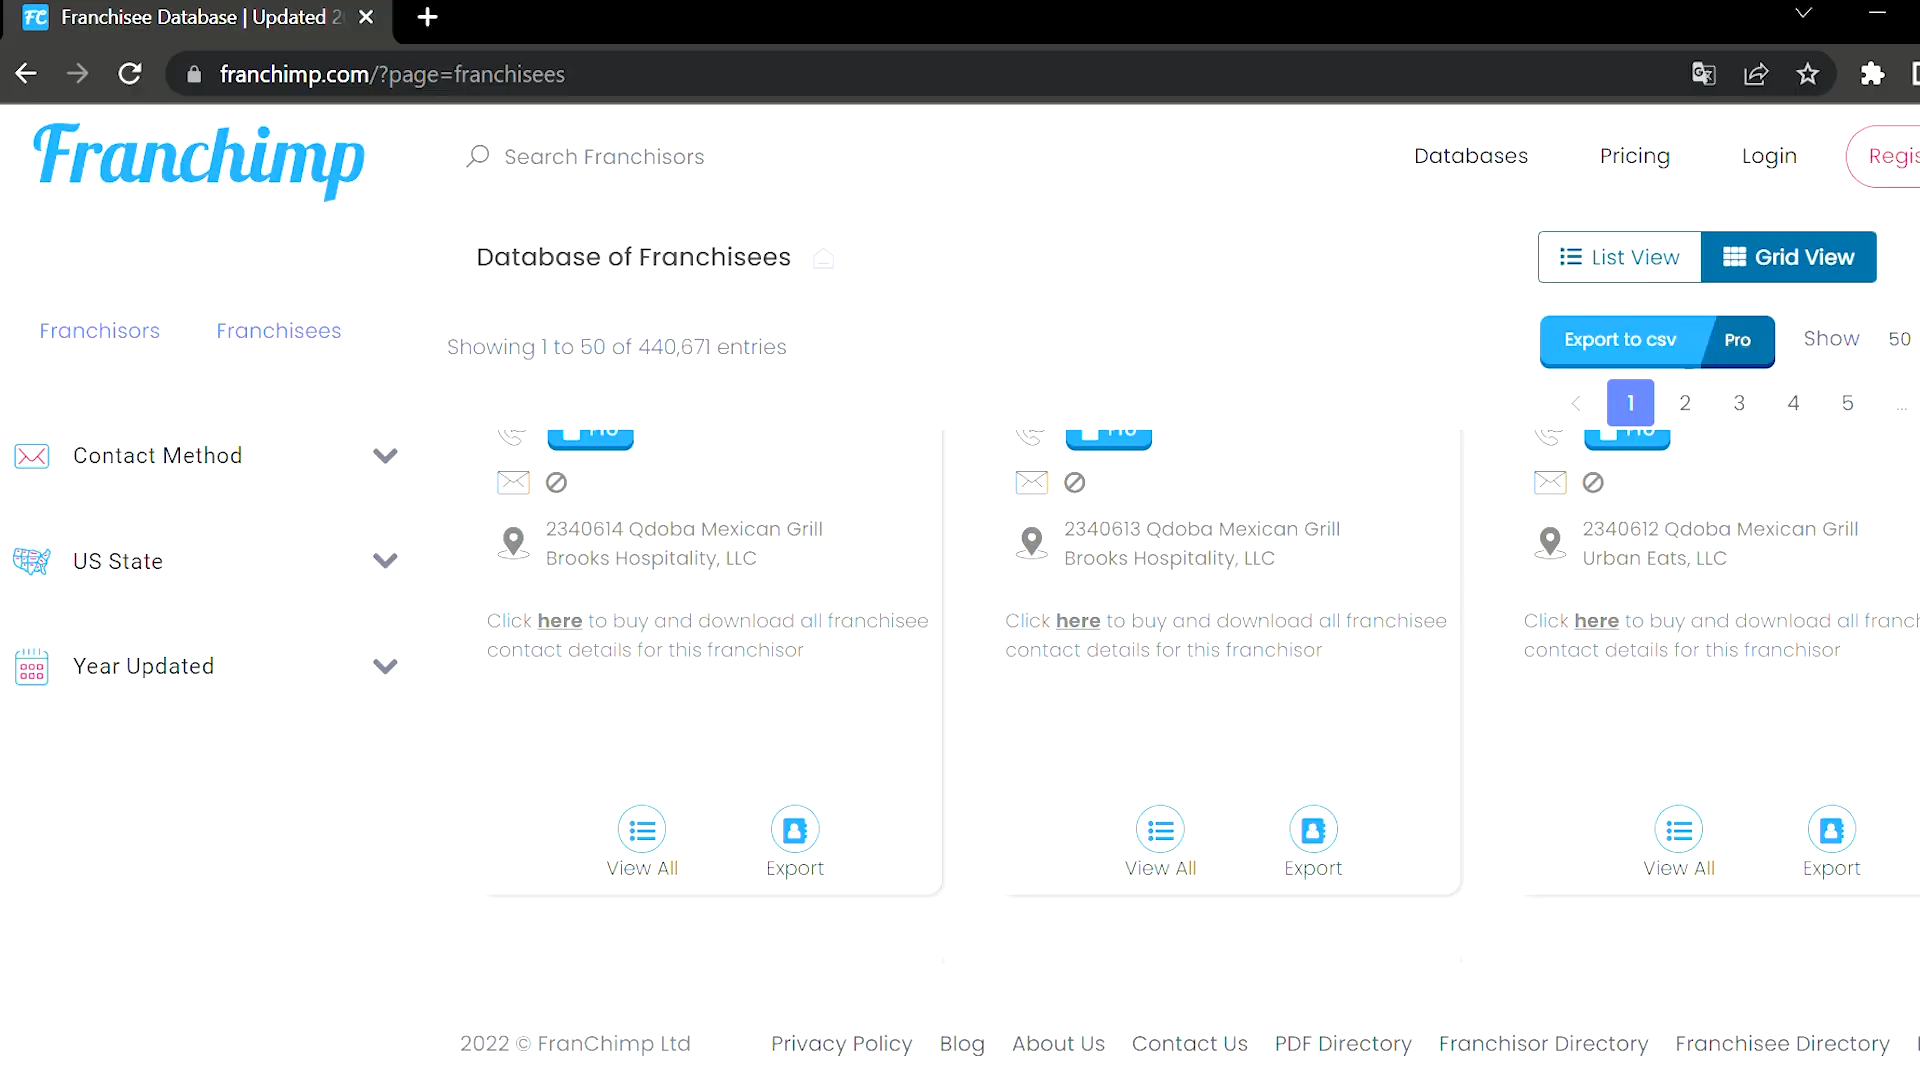 FC Franchisee Database | Updated 2
franchimp.com/?page=franchisees
Franchimp
Search Franchisors
Databases
Pricing
Login
Database of Franchisees
List View
Grid View
Franchisors
Franchisees
Showing 1 to 50 of 440,671 entries
Export to csv
Pro
Show
50
1 2 3 4 5 ...
Contact Method
US State
Year Updated
2340614 Qdoba Mexican Grill
Brooks Hospitality, LLC
Click here to buy and download all franchisee
contact details for this franchisor
View All
Export
2340613 Qdoba Mexican Grill
Brooks Hospitality, LLC
Click here to buy and download all franchisee
contact details for this franchisor
View All
Export
2340612 Qdoba Mexican Grill
Urban Eats, LLC
Click here to buy and download all franch
contact details for this franchisor
View All
Export
2022 © FranChimp Ltd
Privacy Policy
Blog
About Us
Contact Us
PDF Directory
Franchisor Directory
Franchisee Directory